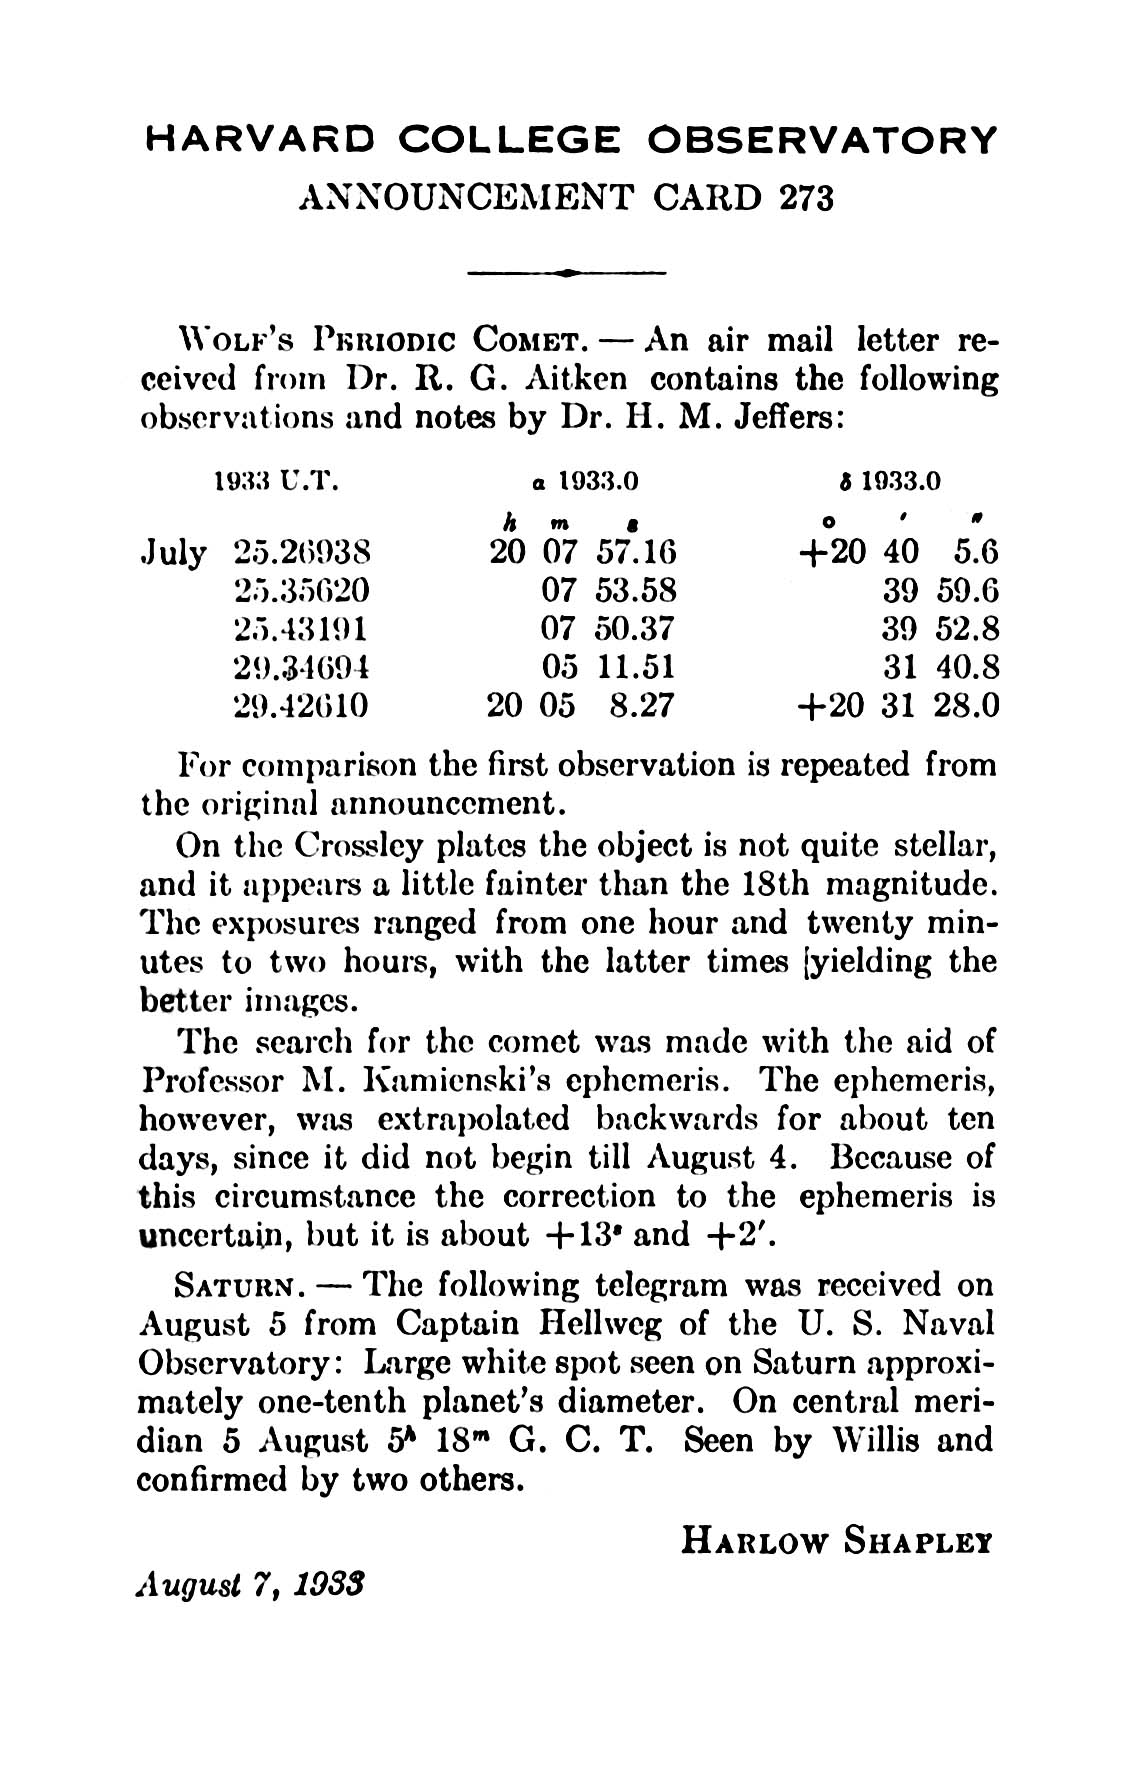 HARVARD COLLEGE OBSERVATORY
ANNOUNCEMENT CARD 273
WOLF'S PERIODIC COMET. — An air mail letter re-
ceived from Dr. R. G. Aitken contains the following
observations and notes by Dr. H. M. Jeffers:
1933 U.T. α 1933.0 δ 1933.0
h m s ° ′ ″
July 25.26938 20 07 57.16 +20 40 5.6
25.35620 07 53.58 39 59.6
25.43191 07 50.37 39 52.8
29.34694 05 11.51 31 40.8
29.42610 20 05 8.27 +20 31 28.0
For comparison the first observation is repeated from
the original announcement.
On the Crossley plates the object is not quite stellar,
and it appears a little fainter than the 18th magnitude.
The exposures ranged from one hour and twenty min-
utes to two hours, with the latter times [yielding the
better images.
The search for the comet was made with the aid of
Professor M. Kamienski's ephemeris. The ephemeris,
however, was extrapolated backwards for about ten
days, since it did not begin till August 4. Because of
this circumstance the correction to the ephemeris is
uncertain, but it is about +13ˢ and +2′.
SATURN. — The following telegram was received on
August 5 from Captain Hellweg of the U. S. Naval
Observatory: Large white spot seen on Saturn approxi-
mately one-tenth planet's diameter. On central meri-
dian 5 August 5ʰ 18ᵐ G. C. T. Seen by Willis and
confirmed by two others.
HARLOW SHAPLEY
August 7, 1933